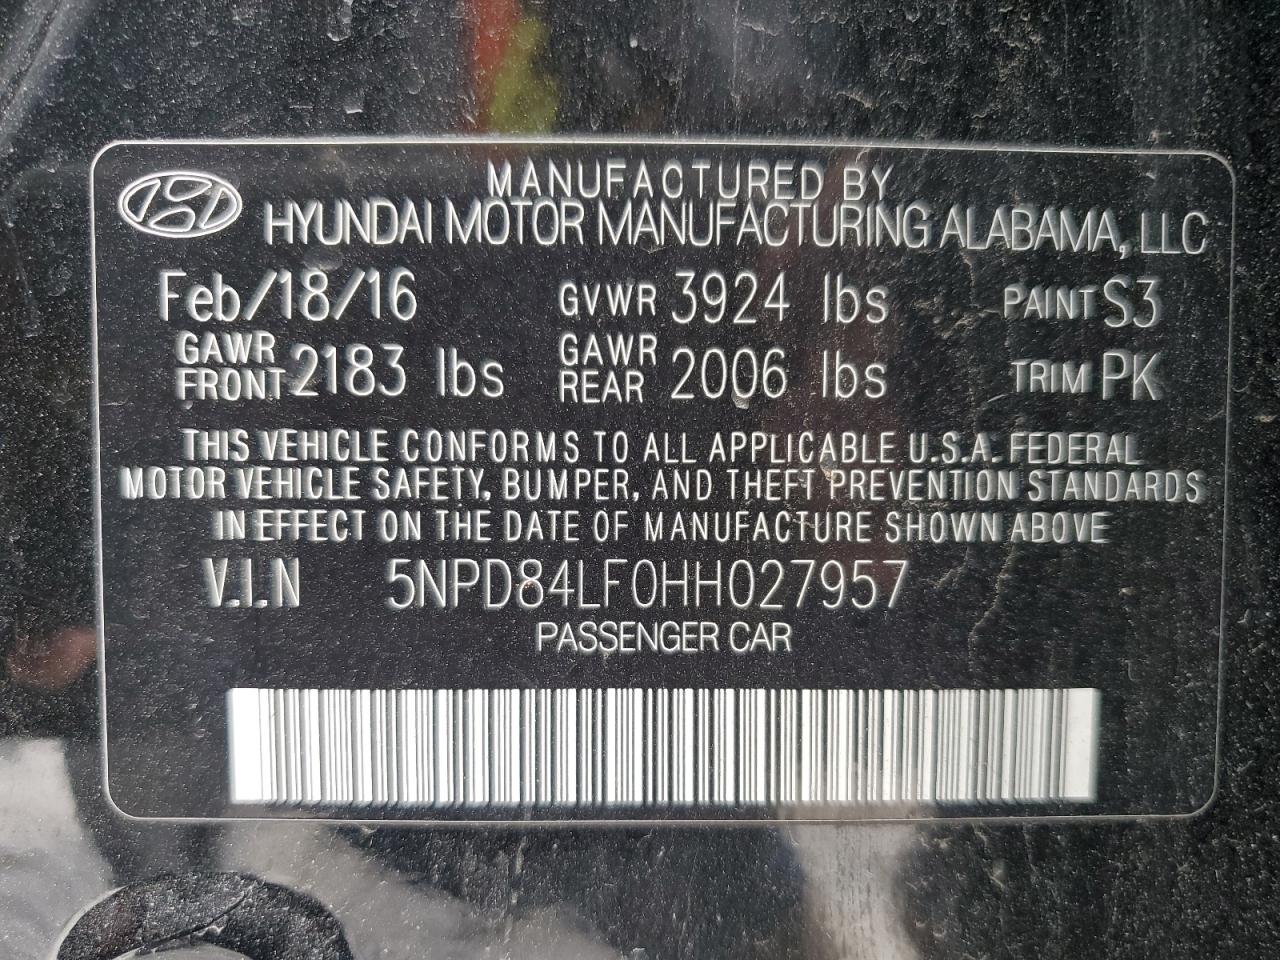 MANUFACTURED BY
HYUNDAI MOTOR MANUFACTURING ALABAMA, LLC
Feb/18/16 GVWR 3924 lbs PAINT S3
GAWR FRONT 2183 lbs GAWR REAR 2006 lbs TRIM PK
THIS VEHICLE CONFORMS TO ALL APPLICABLE U.S.A. FEDERAL
MOTOR VEHICLE SAFETY, BUMPER, AND THEFT PREVENTION STANDARDS
IN EFFECT ON THE DATE OF MANUFACTURE SHOWN ABOVE
V.I.N 5NPD84LF0HH027957
PASSENGER CAR